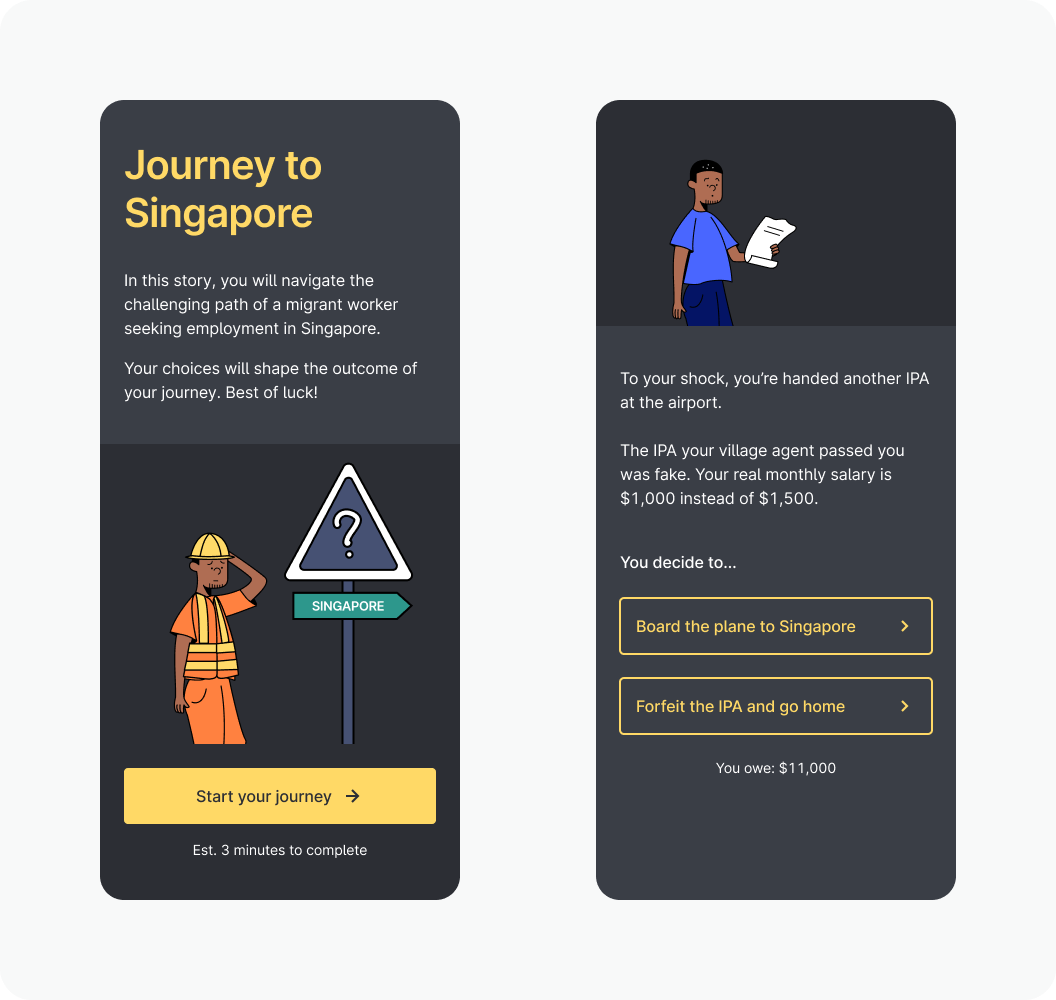 Journey to
Singapore
In this story, you will navigate the
challenging path of a migrant worker
seeking employment in Singapore.
Your choices will shape the outcome of
your journey. Best of luck!
?
SINGAPORE
Start your journey →
Est. 3 minutes to complete
To your shock, you’re handed another IPA
at the airport.
The IPA your village agent passed you
was fake. Your real monthly salary is
$1,000 instead of $1,500.
You decide to...
Board the plane to Singapore
Forfeit the IPA and go home
You owe: $11,000